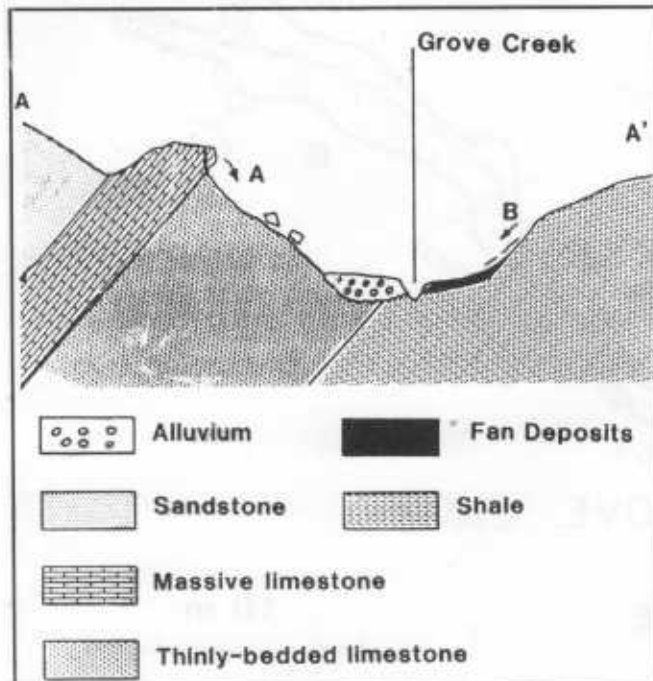 Grove Creek
A
A'
A
B
Alluvium
Fan Deposits
Sandstone
Shale
Massive limestone
Thinly-bedded limestone